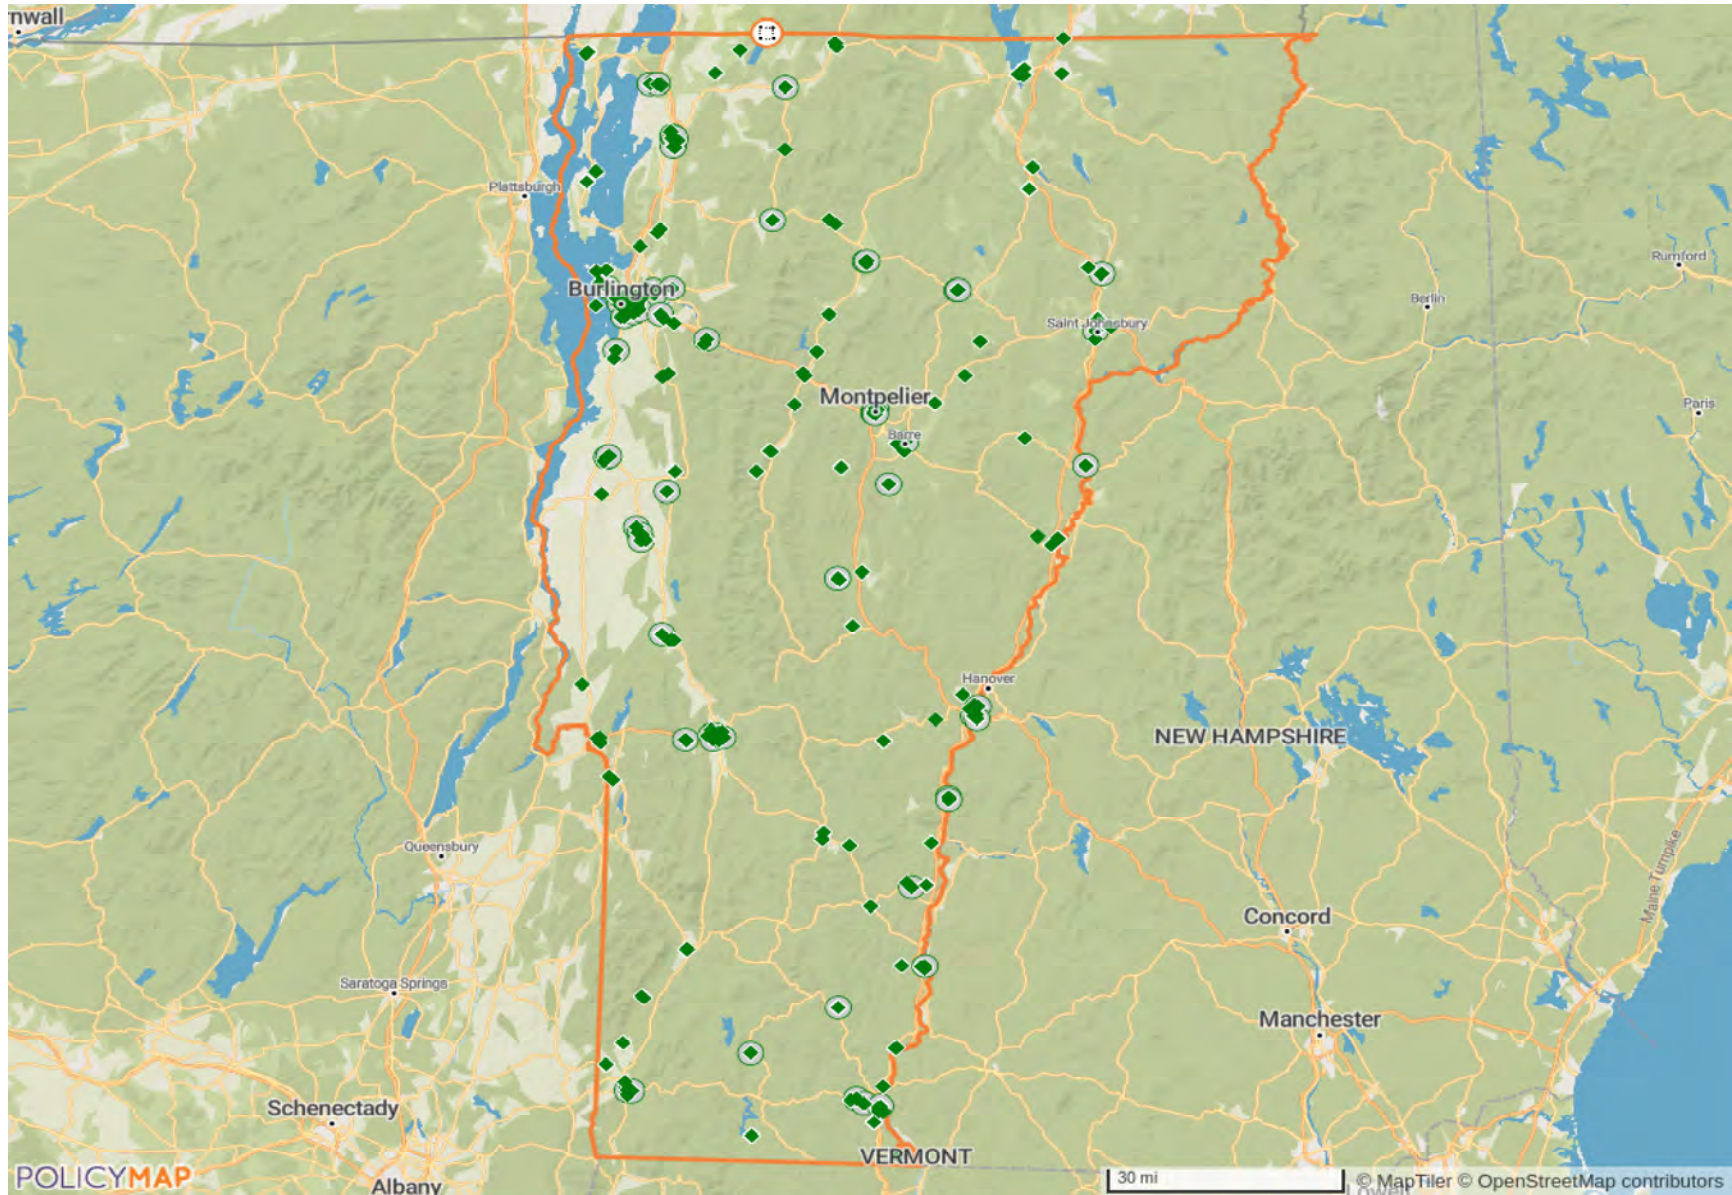 rnwall
Plattsburgh
Burlington
Rumford
Berlin
Saint Johnsbury
Montpelier
Paris
Barre
Hanover
NEW HAMPSHIRE
Queensbury
Maine Turnpike
Concord
Saratoga Springs
Manchester
Schenectady
VERMONT
POLICYMAP
Albany
30 mi
© MapTiler © OpenStreetMap contributors